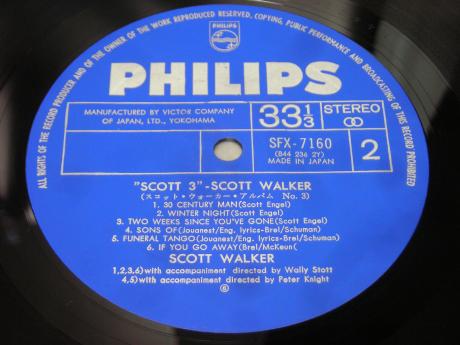 ALL RIGHTS OF THE RECORD PRODUCER AND OF THE OWNER OF THE WORK REPRODUCED RESERVED, COPYING, PUBLIC PERFORMANCE AND BROADCASTING OF THIS RECORD PROHIBITED
PHILIPS
PHILIPS
MANUFACTURED BY VICTOR COMPANY
OF JAPAN, LTD., YOKOHAMA
33 1/3
STEREO
SFX-7160
(844 236 2Y)
MADE IN JAPAN
2
"SCOTT 3"-SCOTT WALKER
(スコット・ウォーカー・アルバム No. 3)
1. 30 CENTURY MAN(Scott Engel)
2. WINTER NIGHT(Scott Engel)
3. TWO WEEKS SINCE YOU'VE GONE(Scott Engel)
4. SONS OF(Jouanest/Eng. lyrics-Brel/Schuman)
5. FUNERAL TANGO(Jouanest/Eng. lyrics-Brel/Schuman)
6. IF YOU GO AWAY(Brel/McKeun(
SCOTT WALKER
1,2,3,6)with accompaniment directed by Wally Stott
4,5)with accompaniment directed by Peter Knight